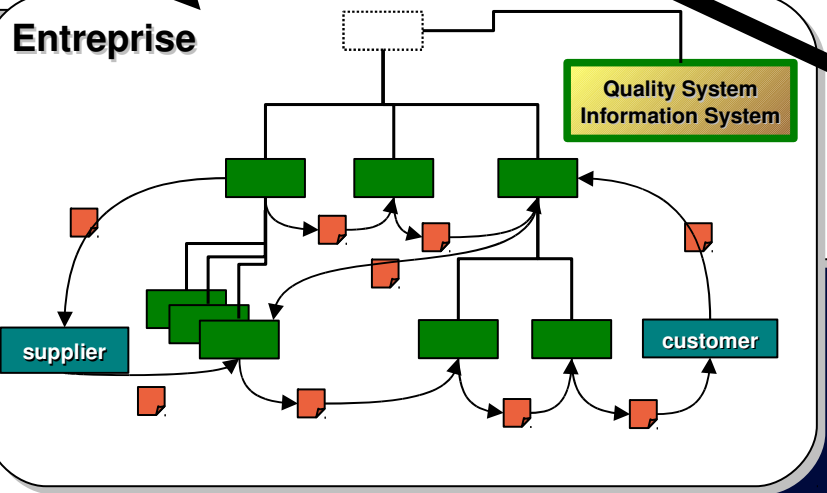 Entreprise
Quality System
Information System
supplier
customer